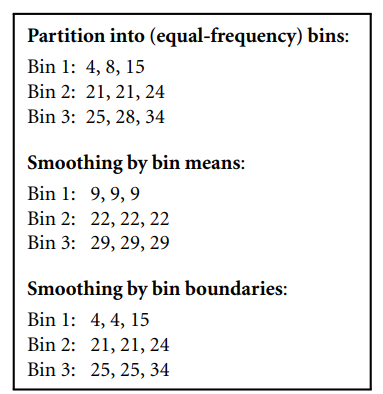 Partition into (equal-frequency) bins:
Bin 1: 4, 8, 15
Bin 2: 21, 21, 24
Bin 3: 25, 28, 34
Smoothing by bin means:
Bin 1: 9, 9, 9
Bin 2: 22, 22, 22
Bin 3: 29, 29, 29
Smoothing by bin boundaries:
Bin 1: 4, 4, 15
Bin 2: 21, 21, 24
Bin 3: 25, 25, 34